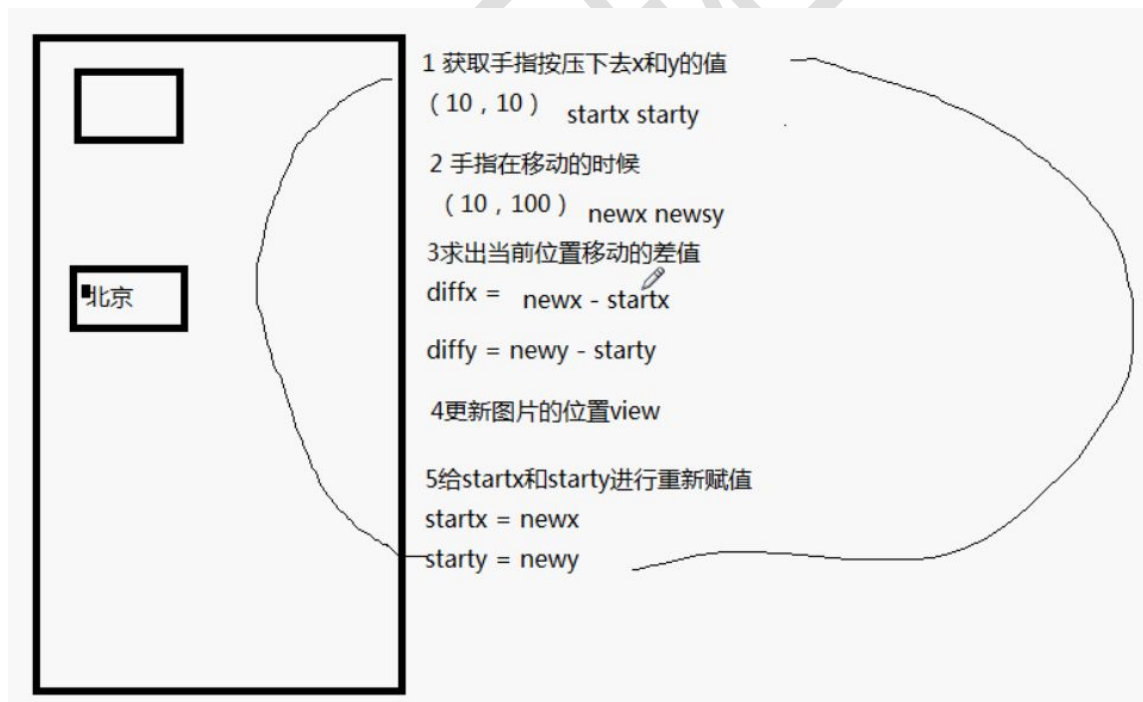 1 获取手指按压下去x和y的值
（10，10） startx starty
2 手指在移动的时候
（10，100） newx newsy
3求出当前位置移动的差值
北京
diffx = newx - startx
diffy = newy - starty
4更新图片的位置view
5给startx和starty进行重新赋值
startx = newx
starty = newy